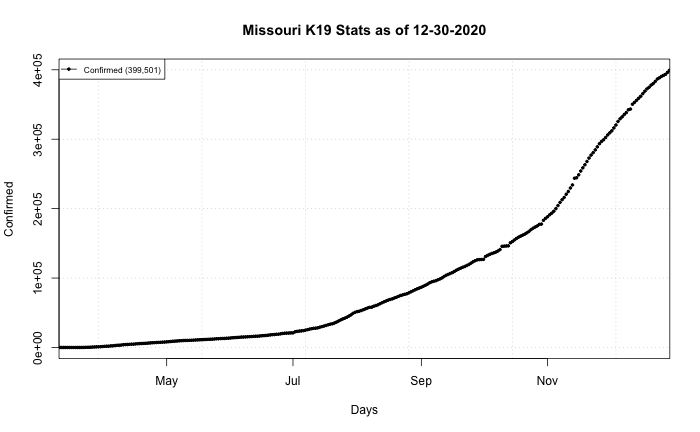 Missouri K19 Stats as of 12-30-2020
Confirmed (399,501)
Confirmed
4e+05
3e+05
2e+05
1e+05
0e+00
May Jul Sep Nov
Days